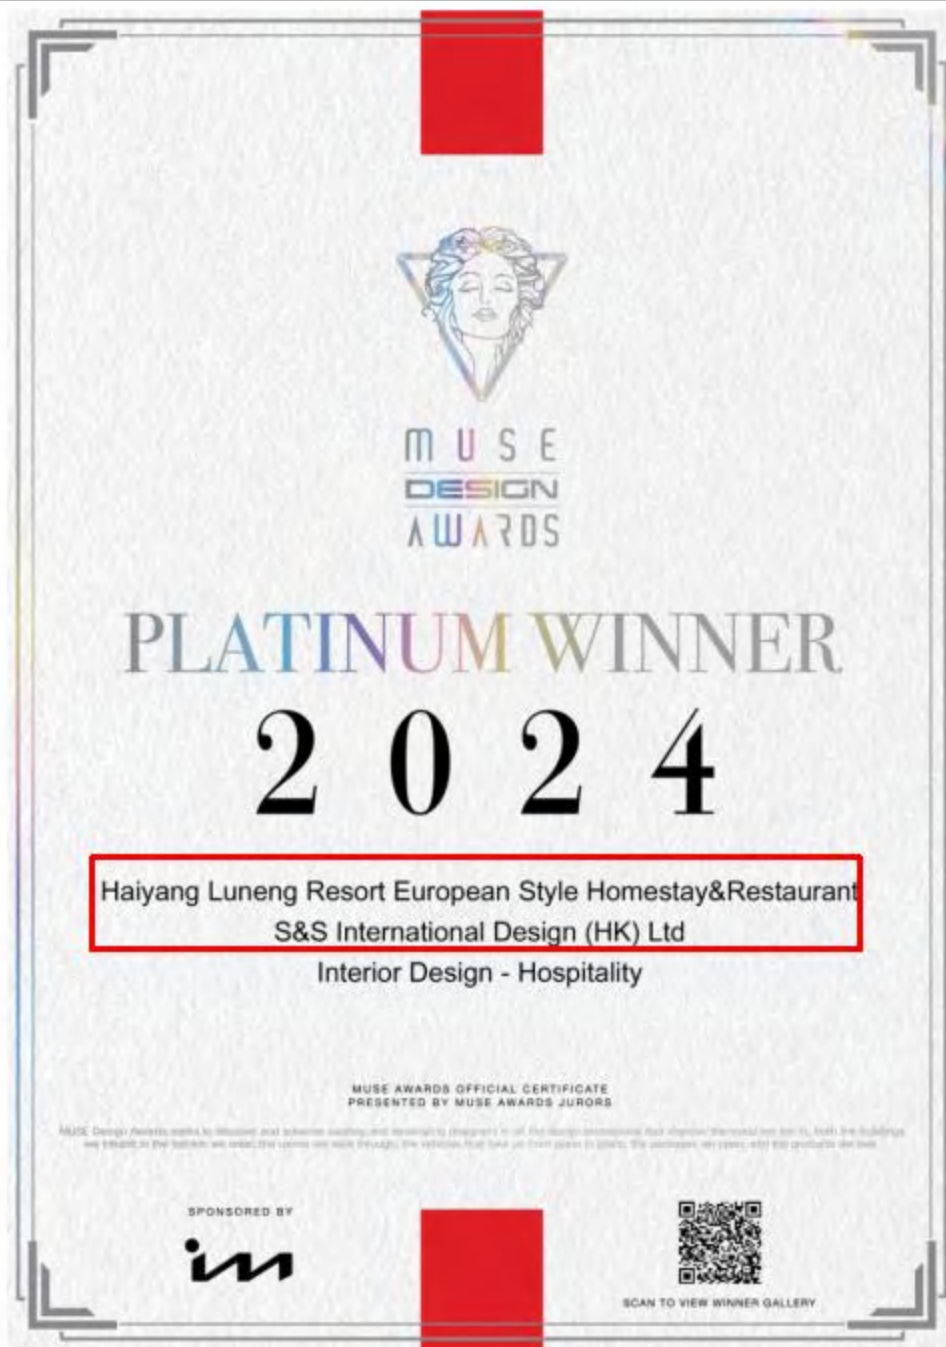 MUSE
DESIGN
AWARDS
PLATINUM WINNER
2024
Haiyang Luneng Resort European Style Homestay&Restaurant
S&S International Design (HK) Ltd
Interior Design - Hospitality
MUSE AWARDS OFFICIAL CERTIFICATE
PRESENTED BY MUSE AWARDS JURORS
SPONSORED BY
im
SCAN TO VIEW WINNER GALLERY